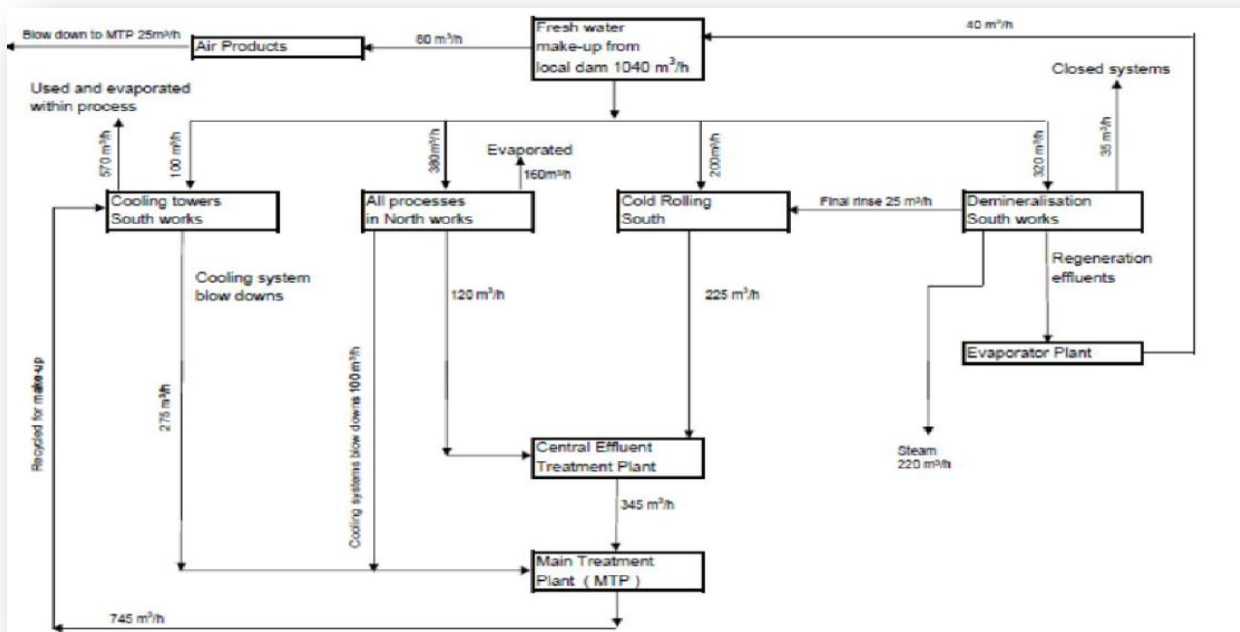 Blow down to MTP 25m³/h
Air Products
60 m³/h
Fresh water
make-up from
local dam 1040 m³/h
40 m³/h
Used and evaporated
within process
Closed systems
570 m³/h
100 m³/h
380m³/h
Evaporated
160m³h
200m³/h
320 m³/h
35 m³/h
Cooling towers
South works
All processes
in North works
Cold Rolling
South
Final rinse 25 m³/h
Demineralisation
South works
Cooling system
blow downs
120 m³/h
225 m³/h
Regeneration
effluents
Evaporator Plant
Recycled for make-up
275 m³/h
Cooling systems blow downs 100 m³/h
Central Effluent
Treatment Plant
Steam
220 m³/h
345 m³/h
Main Treatment
Plant ( MTP )
745 m³/h